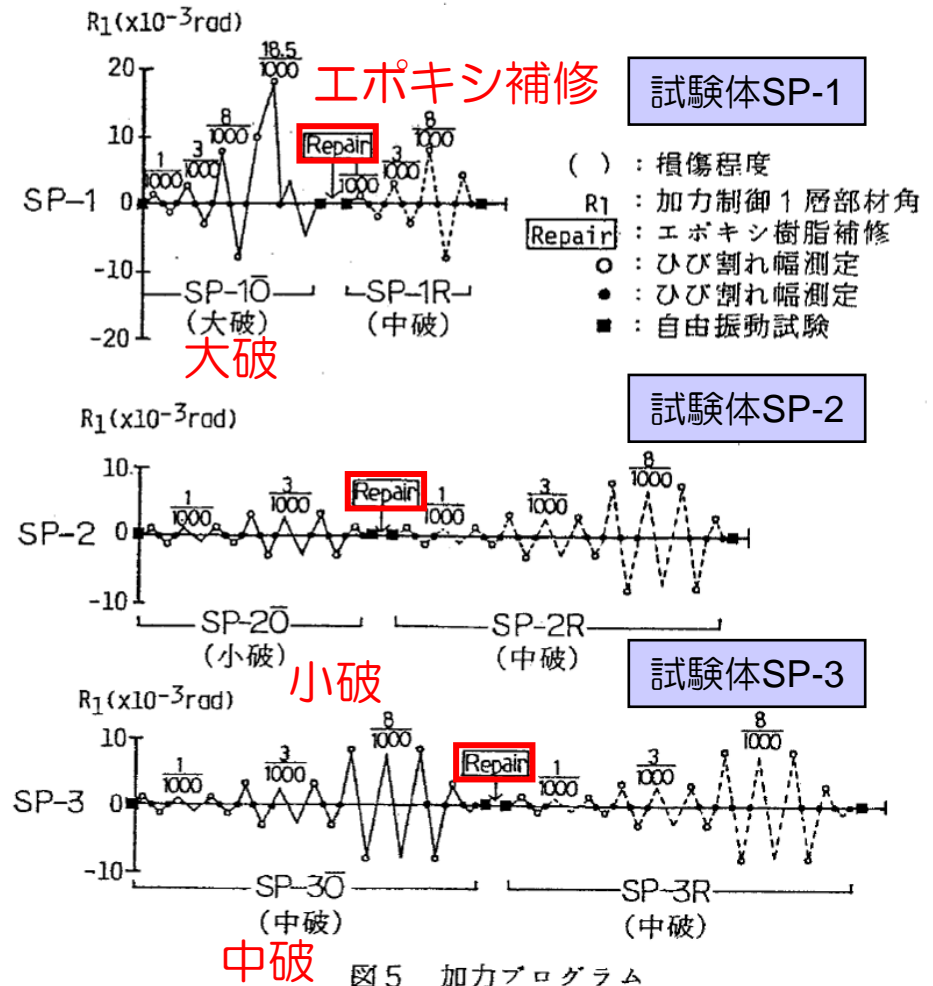 R1(x10-3rad)
エポキシ補修
試験体SP-1
20
10
0
-10
-20
SP-1
1/1000
3/1000
8/1000
18.5/1000
Repair
1/1000
3/1000
8/1000
SP-1Ō
(大破)
SP-1R
(中破)
大破
( ) : 損傷程度
R1 : 加力制御1層部材角
Repair : エポキシ樹脂補修
○ : ひび割れ幅測定
● : ひび割れ幅測定
■ : 自由振動試験
R1(x10-3rad)
試験体SP-2
10
0
-10
SP-2
1/1000
3/1000
Repair
1/1000
3/1000
8/1000
SP-2Ō
(小破)
SP-2R
(中破)
小破
R1(x10-3rad)
試験体SP-3
10
0
-10
SP-3
1/1000
3/1000
8/1000
Repair
1/1000
3/1000
8/1000
SP-3Ō
(中破)
SP-3R
(中破)
中破
図5 加力プログラム